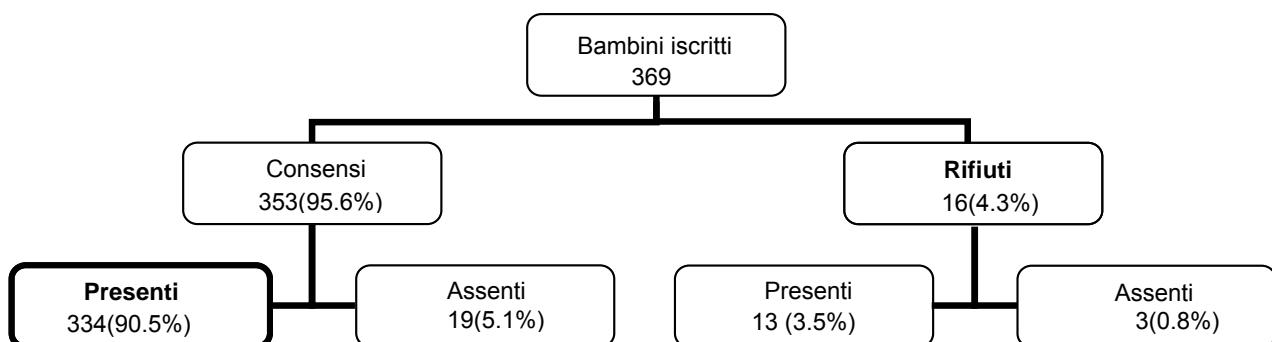 Bambini iscritti
369
Consensi
353(95.6%)
Rifiuti
16(4.3%)
Presenti
334(90.5%)
Assenti
19(5.1%)
Presenti
13 (3.5%)
Assenti
3(0.8%)